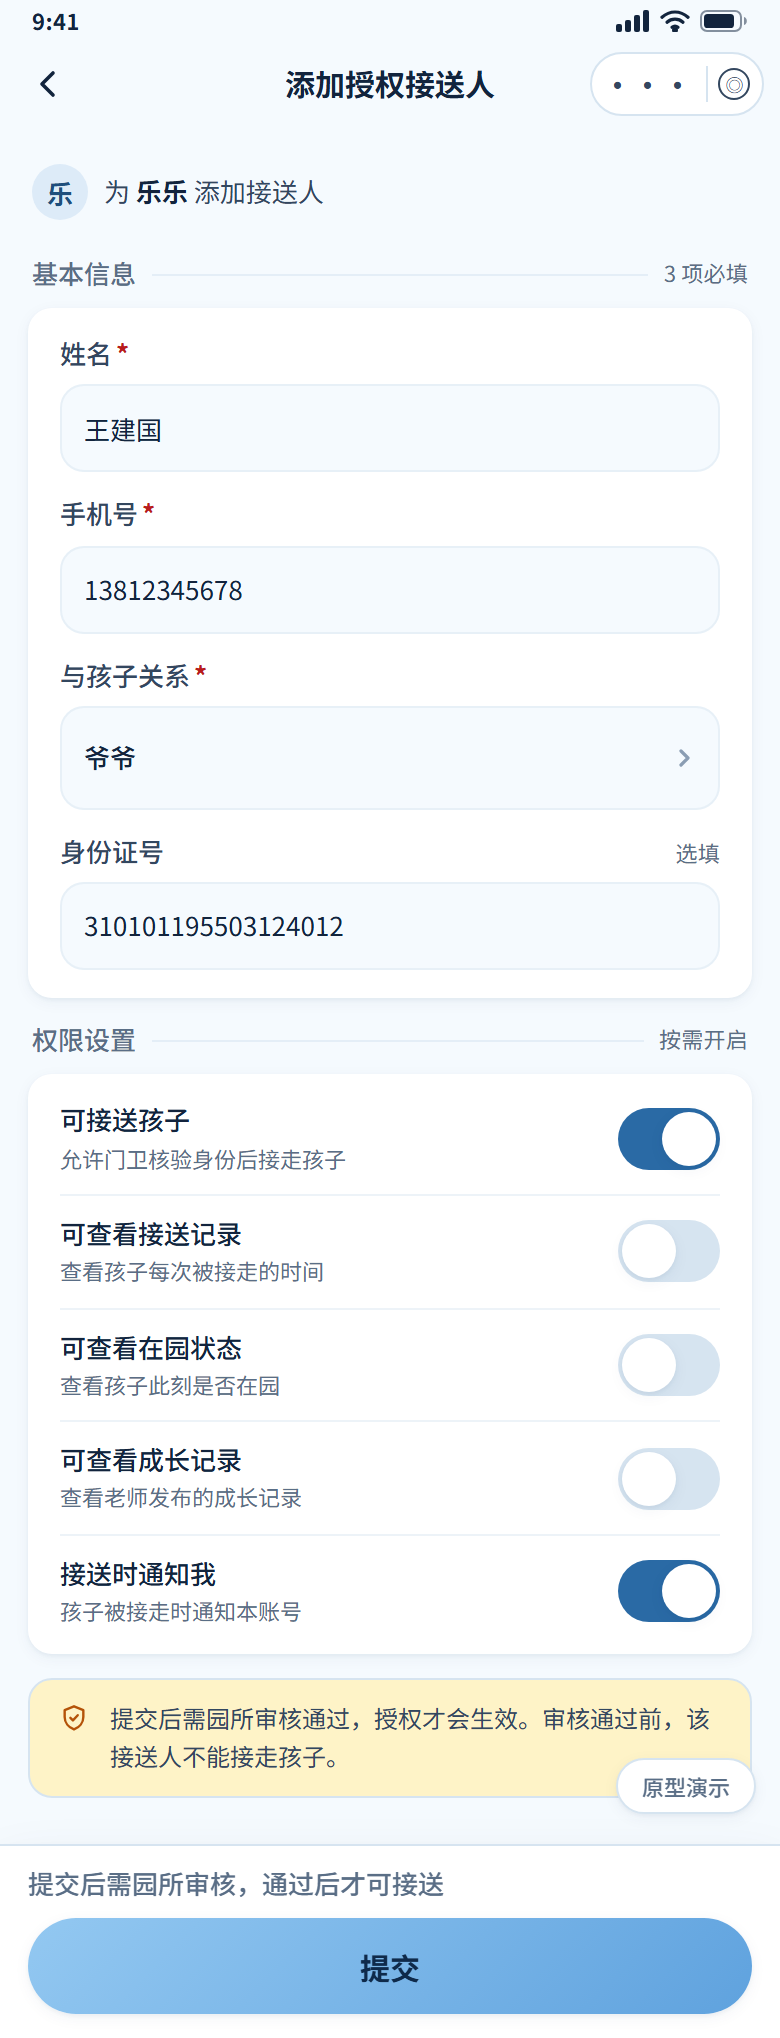 9:41
添加授权接送人
乐
为 乐乐 添加接送人
基本信息
3 项必填
姓名 *
王建国
手机号 *
13812345678
与孩子关系 *
爷爷
身份证号
选填
310101195503124012
权限设置
按需开启
可接送孩子
允许门卫核验身份后接走孩子
可查看接送记录
查看孩子每次被接走的时间
可查看在园状态
查看孩子此刻是否在园
可查看成长记录
查看老师发布的成长记录
接送时通知我
孩子被接走时通知本账号
提交后需园所审核通过，授权才会生效。审核通过前，该
接送人不能接走孩子。
原型演示
提交后需园所审核，通过后才可接送
提交